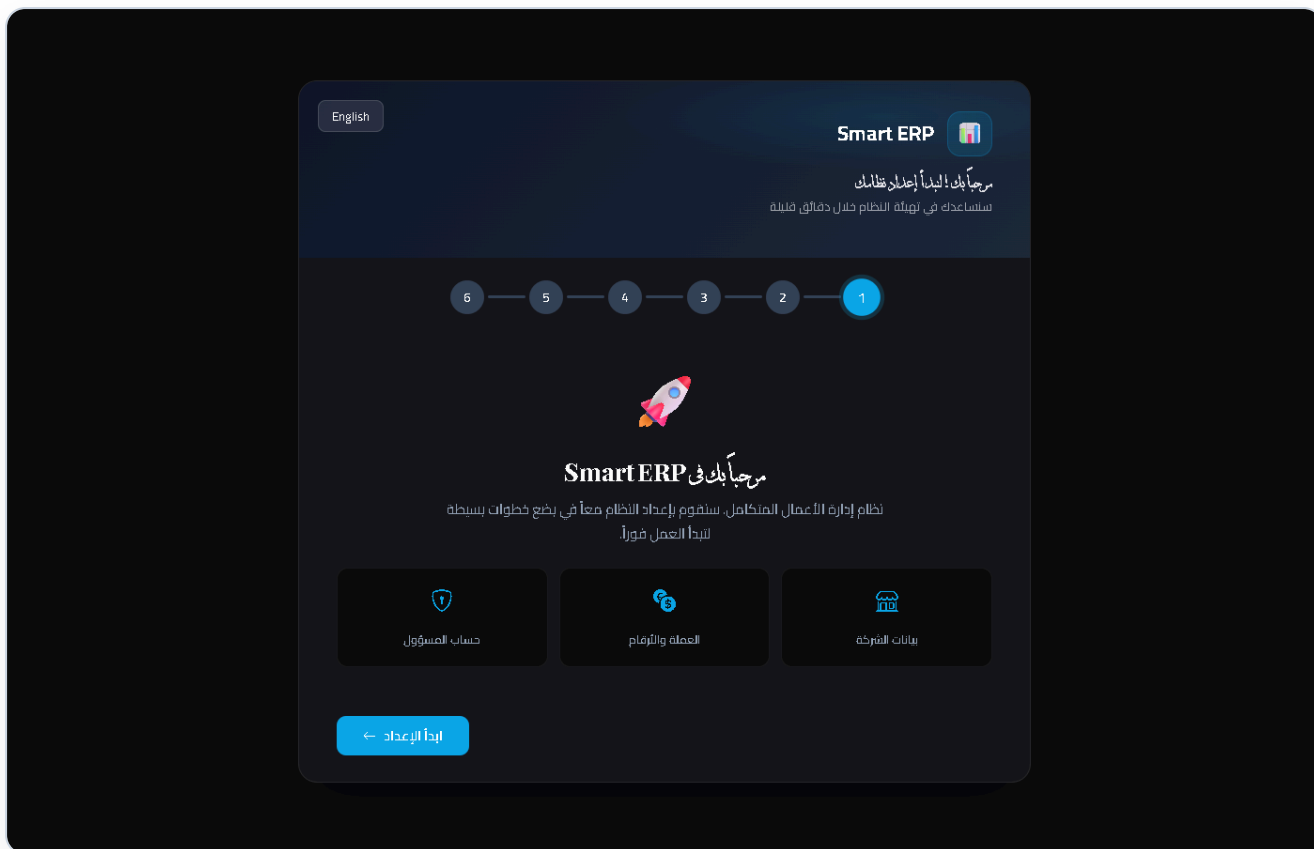 English
Smart ERP
مرحباً بك! لنبدأ إعداد نظامك
سنساعدك في تهيئة النظام خلال دقائق قليلة
1
2
3
4
5
6
مرحباً بك في Smart ERP
نظام إدارة الأعمال المتكامل. سنقوم بإعداد النظام معاً في بضع خطوات بسيطة
لتبدأ العمل فوراً.
بيانات الشركة
العملة والأرقام
حساب المسؤول
ابدأ الإعداد ←